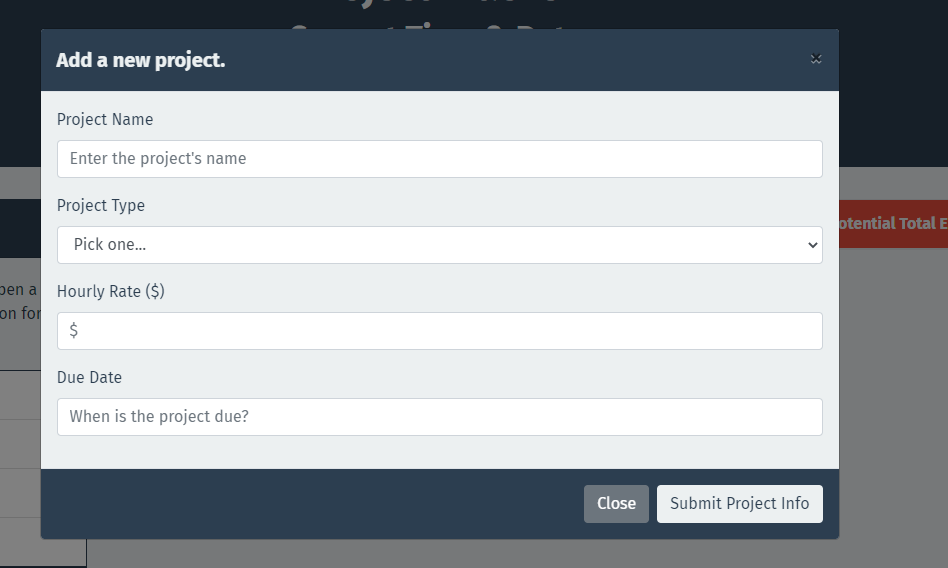 Add a new project.
×
Project Name
Enter the project's name
Project Type
Pick one...
Hourly Rate ($)
$
Due Date
When is the project due?
Close
Submit Project Info
otential Total E
pen a
on for